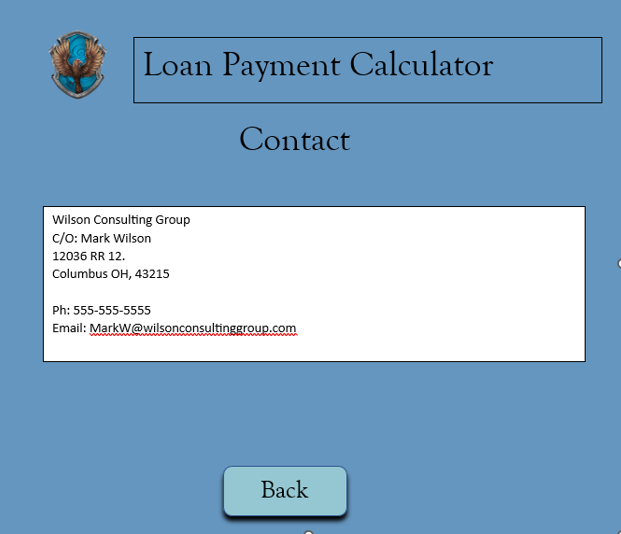 Loan Payment Calculator
Contact
Wilson Consulting Group
C/O: Mark Wilson
12036 RR 12.
Columbus OH, 43215
Ph: 555-555-5555
Email: MarkW@wilsonconsultinggroup.com
Back